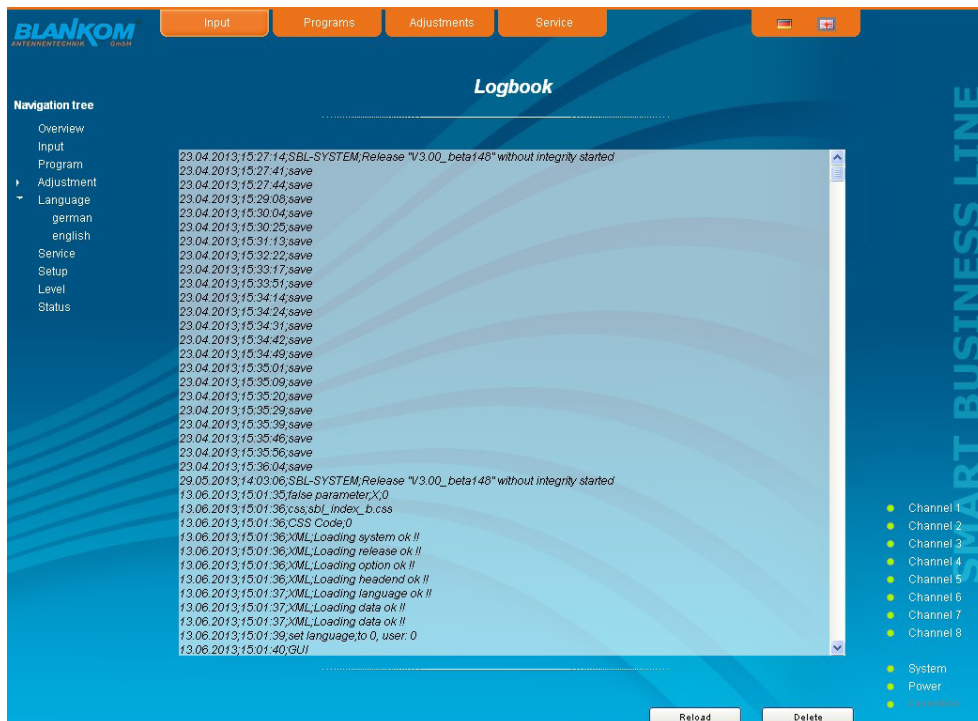 BLANKOM
ANTENNENTECHNIK GmbH
Input
Programs
Adjustments
Service
Logbook
Navigation tree
Overview
Input
Program
Adjustment
Language
german
english
Service
Setup
Level
Status
23.04.2013;15:27:14;SBL-SYSTEM;Release "V3.00_beta148" without integrity started
23.04.2013;15:27:41;save
23.04.2013;15:27:44;save
23.04.2013;15:29:08;save
23.04.2013;15:30:04;save
23.04.2013;15:30:25;save
23.04.2013;15:31:13;save
23.04.2013;15:32:22;save
23.04.2013;15:33:17;save
23.04.2013;15:33:51;save
23.04.2013;15:34:14;save
23.04.2013;15:34:24;save
23.04.2013;15:34:31;save
23.04.2013;15:34:42;save
23.04.2013;15:34:49;save
23.04.2013;15:35:01;save
23.04.2013;15:35:09;save
23.04.2013;15:35:20;save
23.04.2013;15:35:29;save
23.04.2013;15:35:39;save
23.04.2013;15:35:46;save
23.04.2013;15:35:56;save
23.04.2013;15:36:04;save
29.05.2013;14:03:06;SBL-SYSTEM;Release "V3.00_beta148" without integrity started
13.06.2013;15:01:35;false parameter;X;0
13.06.2013;15:01:36;css;sbl_index_b.css
13.06.2013;15:01:36;CSS Code;0
13.06.2013;15:01:36;XML;Loading system ok !!
13.06.2013;15:01:36;XML;Loading release ok !!
13.06.2013;15:01:36;XML;Loading option ok !!
13.06.2013;15:01:36;XML;Loading headend ok !!
13.06.2013;15:01:37;XML;Loading language ok !!
13.06.2013;15:01:37;XML;Loading data ok !!
13.06.2013;15:01:37;XML;Loading data ok !!
13.06.2013;15:01:39;set language;to 0, user: 0
13.06.2013;15:01:40;GUI
Reload
Delete
SMART BUSINESS LINE
Channel 1
Channel 2
Channel 3
Channel 4
Channel 5
Channel 6
Channel 7
Channel 8
System
Power